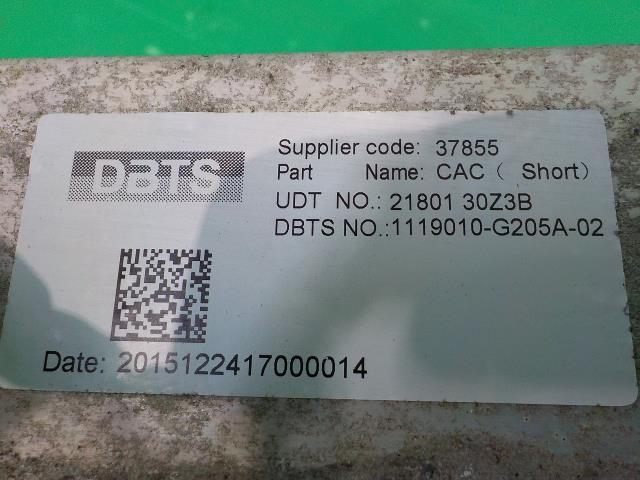 DBTS
Supplier code: 37855
Part Name: CAC ( Short)
UDT NO.: 21801 30Z3B
DBTS NO.:1119010-G205A-02
Date: 2015122417000014